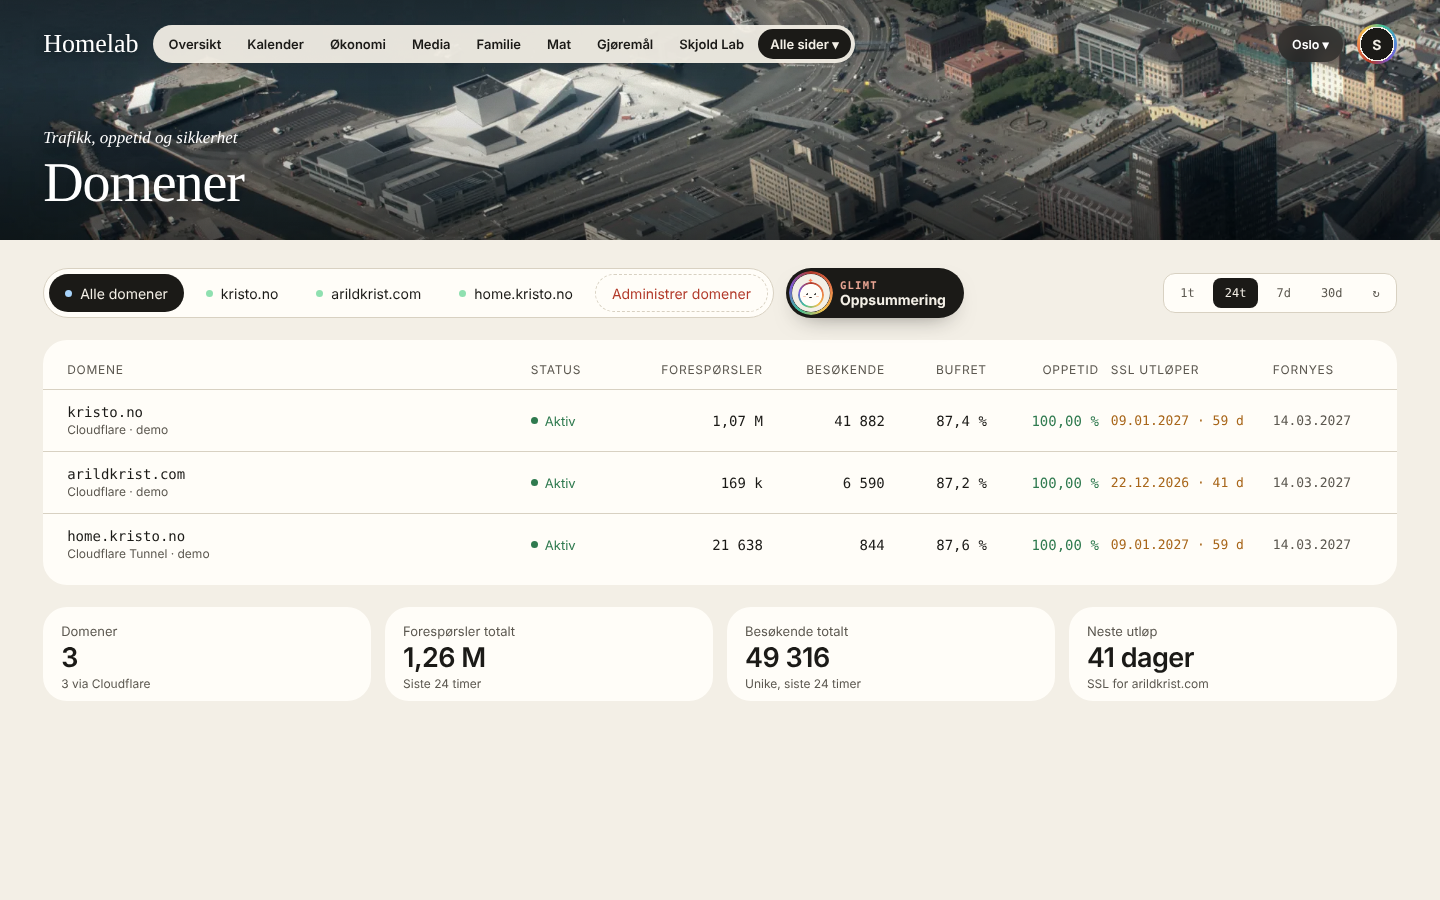 Homelab
Oversikt Kalender Økonomi Media Familie Mat Gjøremål Skjold Lab Alle sider ▾
Oslo ▾
S
Trafikk, oppetid og sikkerhet
Domener
Alle domener kristo.no arildkrist.com home.kristo.no Administrer domener
GLIMT
Oppsummering
1t 24t 7d 30d ↻
DOMENE STATUS FORESPØRSLER BESØKENDE BUFRET OPPETID SSL UTLØPER FORNYES
kristo.no
Cloudflare · demo
Aktiv 1,07 M 41 882 87,4 % 100,00 % 09.01.2027 · 59 d 14.03.2027
arildkrist.com
Cloudflare · demo
Aktiv 169 k 6 590 87,2 % 100,00 % 22.12.2026 · 41 d 14.03.2027
home.kristo.no
Cloudflare Tunnel · demo
Aktiv 21 638 844 87,6 % 100,00 % 09.01.2027 · 59 d 14.03.2027
Domener
3
3 via Cloudflare
Forespørsler totalt
1,26 M
Siste 24 timer
Besøkende totalt
49 316
Unike, siste 24 timer
Neste utløp
41 dager
SSL for arildkrist.com